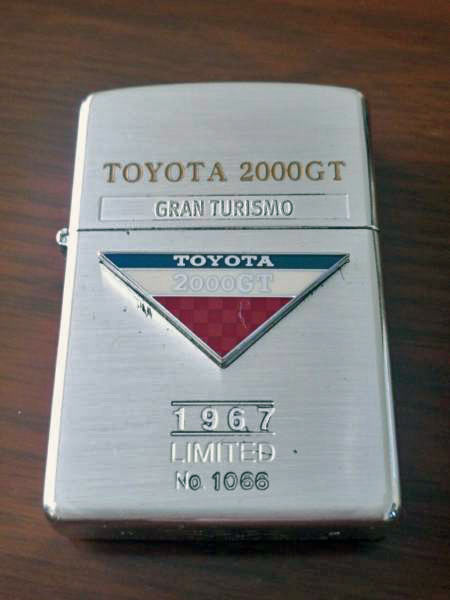 TOYOTA 2000GT
GRAN TURISMO
TOYOTA
2000GT
1967
LIMITED
No. 1066